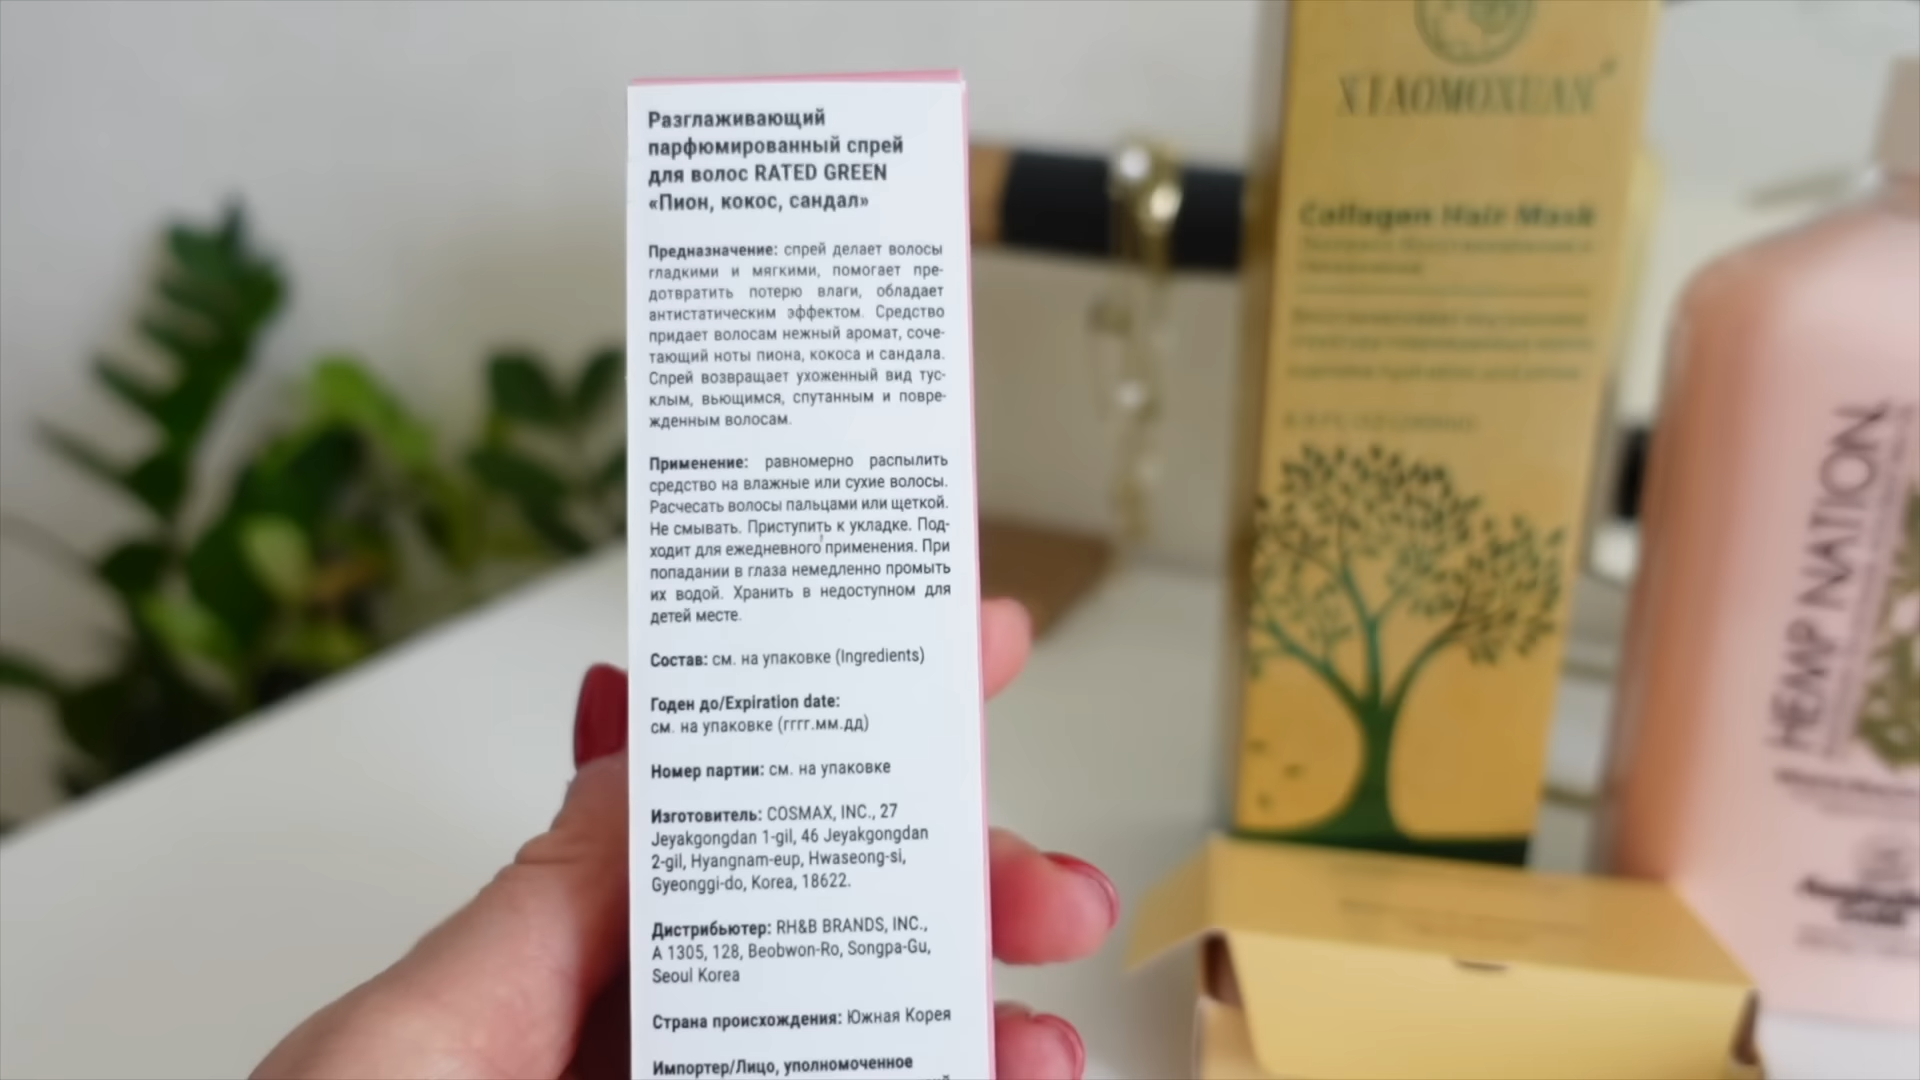 Разглаживающий
парфюмированный спрей
для волос RATED GREEN
«Пион, кокос, сандал»
Предназначение: спрей делает волосы
гладкими и мягкими, помогает пре-
дотвратить потерю влаги, обладает
антистатическим эффектом. Средство
придает волосам нежный аромат, соче-
тающий ноты пиона, кокоса и сандала.
Спрей возвращает ухоженный вид тус-
клым, вьющимся, спутанным и повре-
жденным волосам.
Применение: равномерно распылить
средство на влажные или сухие волосы.
Расчесать волосы пальцами или щеткой.
Не смывать. Приступить к укладке. Под-
ходит для ежедневного применения. При
попадании в глаза немедленно промыть
их водой. Хранить в недоступном для
детей месте.
Состав: см. на упаковке (Ingredients)
Годен до/Expiration date:
см. на упаковке (гггг.мм.дд)
Номер партии: см. на упаковке
Изготовитель: COSMAX, INC., 27
Jeyakgongdan 1-gil, 46 Jeyakgongdan
2-gil, Hyangnam-eup, Hwaseong-si,
Gyeonggi-do, Korea, 18622.
Дистрибьютер: RH&B BRANDS, INC.,
A 1305, 128, Beobwon-Ro, Songpa-Gu,
Seoul Korea
Страна происхождения: Южная Корея
Импортер/Лицо, уполномоченное
XIAOMOXUAN
Collagen Hair Mask
HEMP NATION